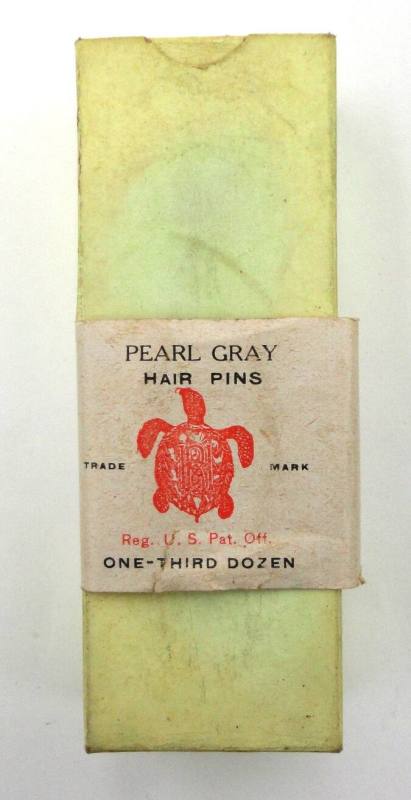 PEARL GRAY
HAIR PINS
TRADE MARK
Reg. U. S. Pat. Off.
ONE-THIRD DOZEN